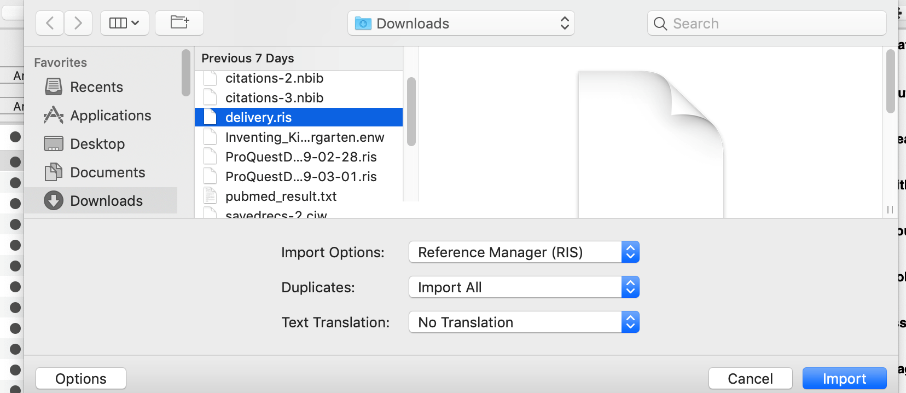 Downloads
Search
Favorites
Recents
Applications
Desktop
Documents
Downloads
Previous 7 Days
citations-2.nbib
citations-3.nbib
delivery.ris
Inventing_Ki...rgarten.enw
ProQuestD...9-02-28.ris
ProQuestD...9-03-01.ris
pubmed_result.txt
savedrecs-2.ciw
Import Options: Reference Manager (RIS)
Duplicates: Import All
Text Translation: No Translation
Options
Cancel
Import